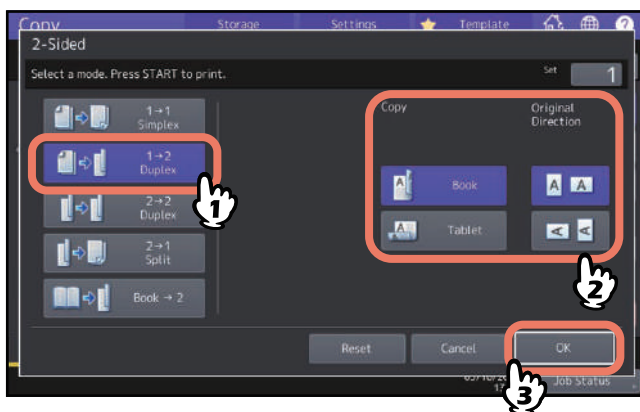 Copy Storage Settings Template ?
2-Sided
Select a mode. Press START to print. Set 1
Copy Original
Direction
1→1
Simplex
1→2
Duplex
Book A A
1
2→2
Duplex
Tablet A A
2→1
Split
2
Book → 2
Reset Cancel OK
3
Job Status